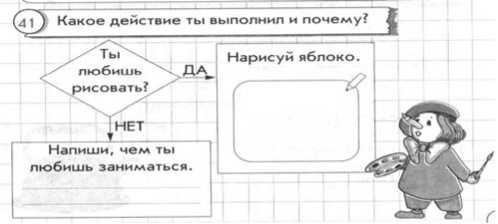 41 Какое действие ты выполнил и почему?
Ты
любишь
рисовать?
ДА
Нарисуй яблоко.
НЕТ
Напиши, чем ты
любишь заниматься.